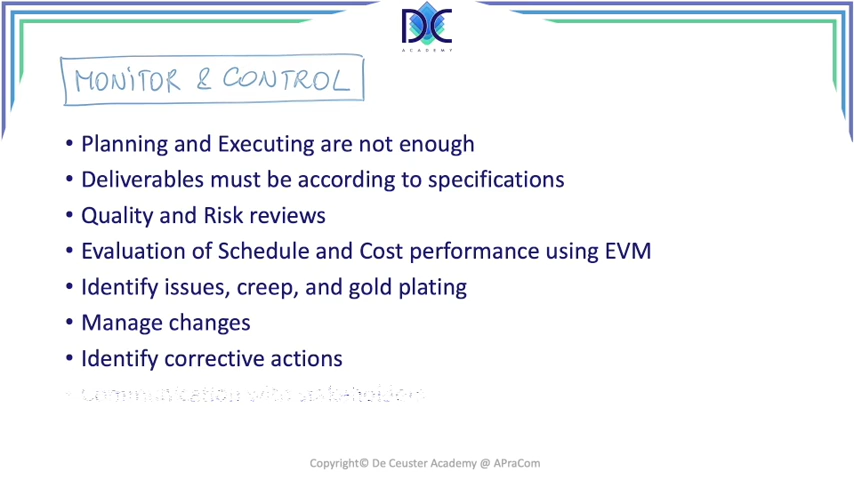 DC
ACADEMY
MONITOR & CONTROL
• Planning and Executing are not enough
• Deliverables must be according to specifications
• Quality and Risk reviews
• Evaluation of Schedule and Cost performance using EVM
• Identify issues, creep, and gold plating
• Manage changes
• Identify corrective actions
• Communication with stakeholders
Copyright© De Ceuster Academy @ APraCom